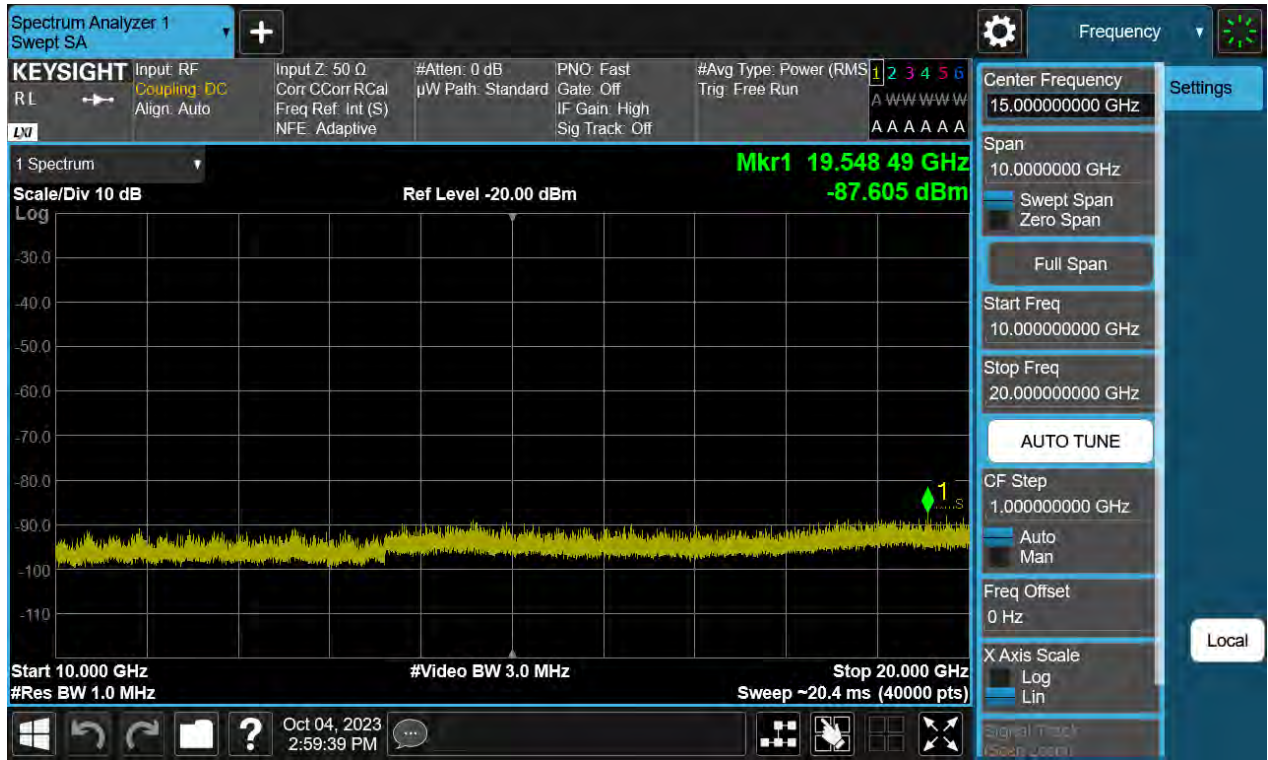 Spectrum Analyzer 1
Swept SA
Frequency
KEYSIGHT
RL
LXI
Input: RF
Coupling: DC
Align: Auto
Input Z: 50 Ω
Corr CCorr RCal
Freq Ref: Int (S)
NFE: Adaptive
#Atten: 0 dB
µW Path: Standard
PNO: Fast
Gate: Off
IF Gain: High
Sig Track: Off
#Avg Type: Power (RMS
Trig: Free Run
1 2 3 4 5 6
A W W W W W
A A A A A A
1 Spectrum
Scale/Div 10 dB
Log
Ref Level -20.00 dBm
Mkr1 19.548 49 GHz
-87.605 dBm
-30.0
-40.0
-50.0
-60.0
-70.0
-80.0
-90.0
-100
-110
1
Start 10.000 GHz
#Res BW 1.0 MHz
#Video BW 3.0 MHz
Stop 20.000 GHz
Sweep ~20.4 ms (40000 pts)
Center Frequency
15.000000000 GHz
Span
10.0000000 GHz
Swept Span
Zero Span
Full Span
Start Freq
10.000000000 GHz
Stop Freq
20.000000000 GHz
AUTO TUNE
CF Step
1.000000000 GHz
Auto
Man
Freq Offset
0 Hz
X Axis Scale
Log
Lin
Signal Track
(Span Zoom)
Settings
Local
?
Oct 04, 2023
2:59:39 PM